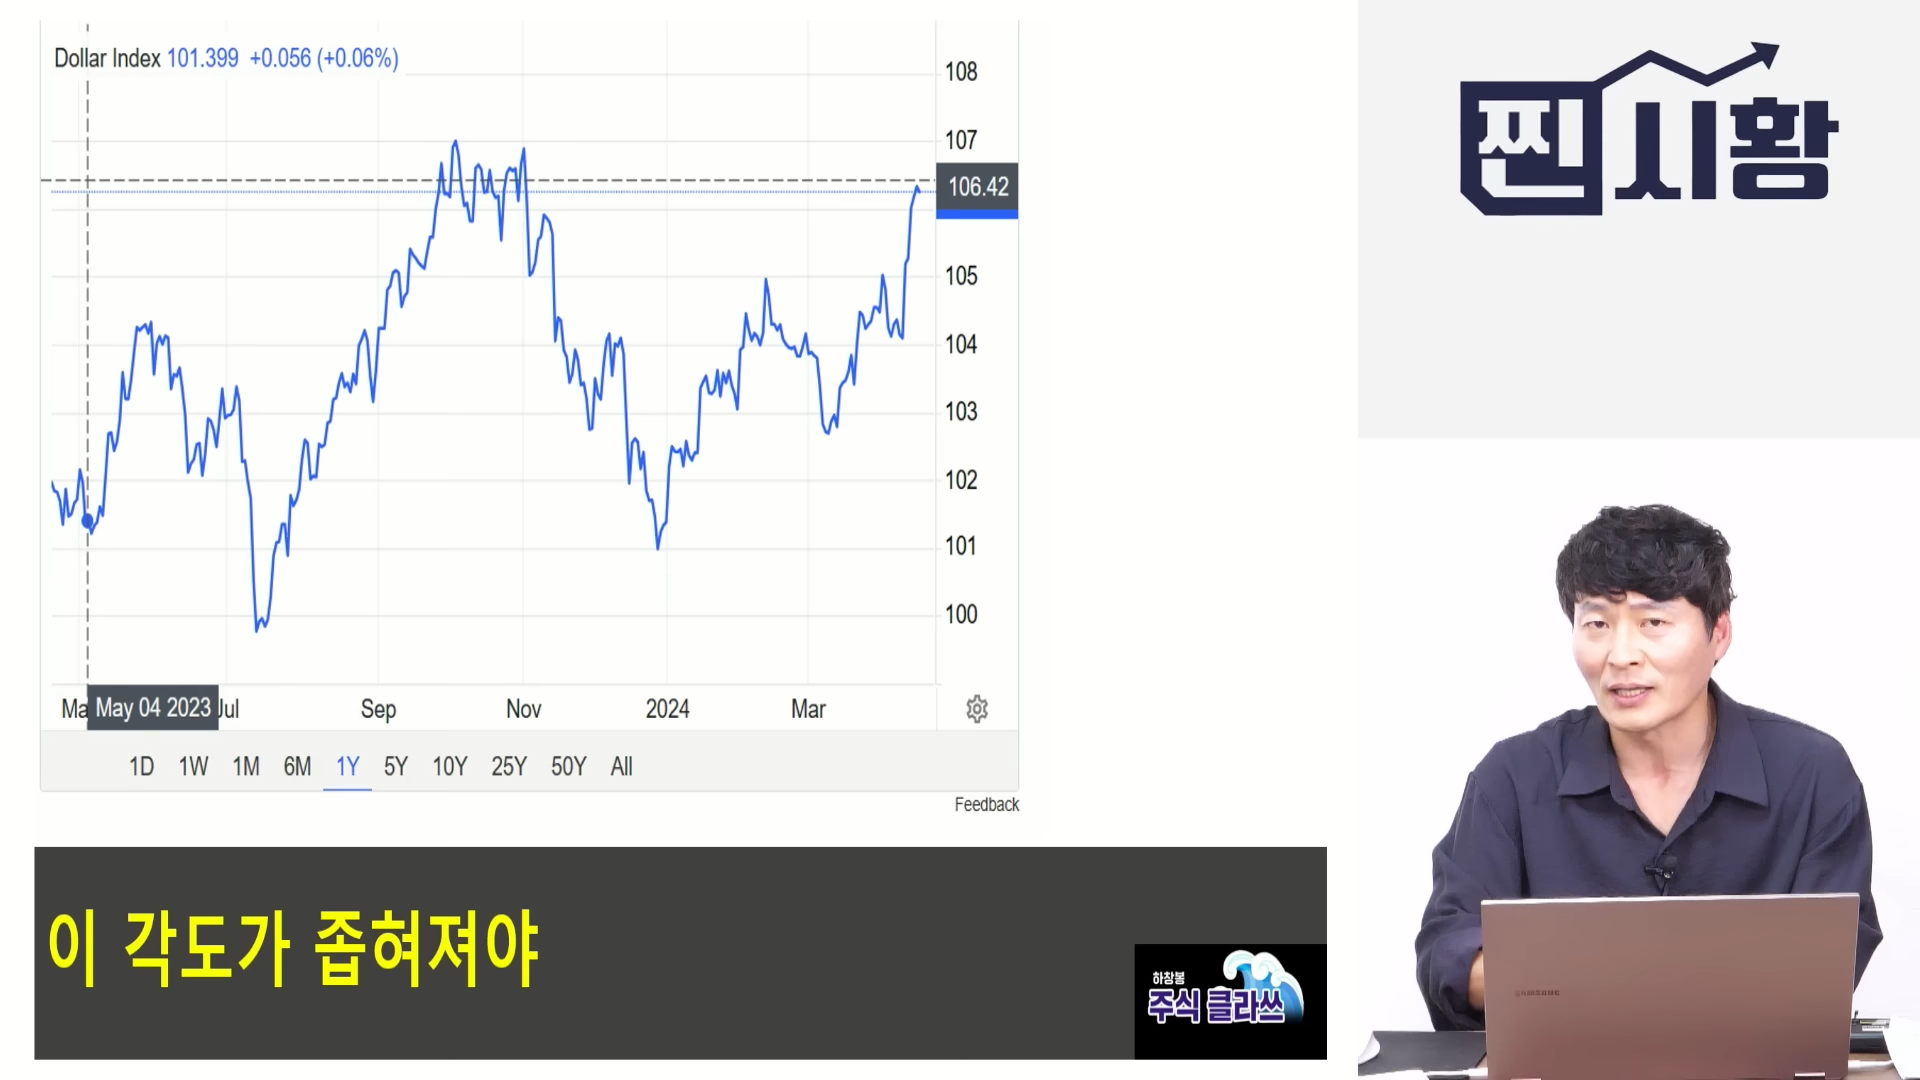 Dollar Index 101.399 +0.056 (+0.06%)
108
107
106.42
105
104
103
102
101
100
Ma May 04 2023 Jul Sep Nov 2024 Mar
1D 1W 1M 6M 1Y 5Y 10Y 25Y 50Y All
Feedback
이 각도가 좁혀져야
하창봉
주식 클라쓰
찐시황
SAMSUNG